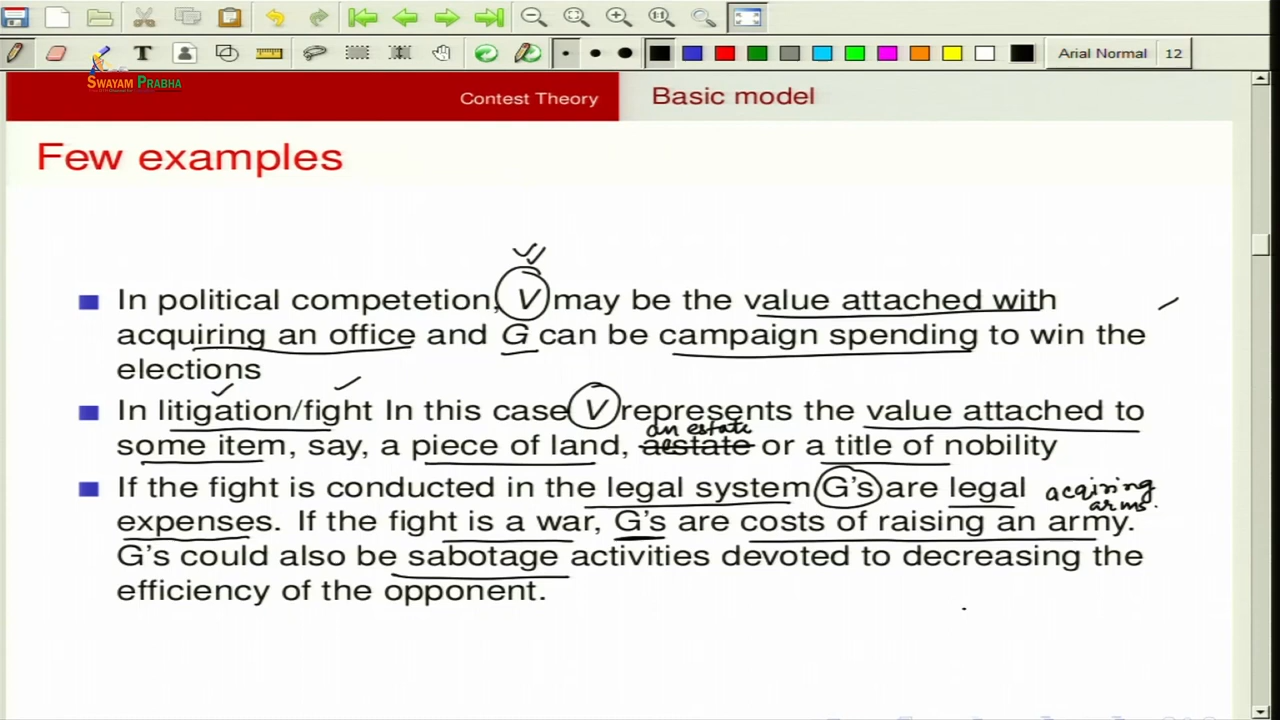 Arial Normal 12
SWAYAM PRABHA
Contest Theory Basic model
Few examples
In political competetion, V may be the value attached with
acquiring an office and G can be campaign spending to win the
elections
In litigation/fight In this case V represents the value attached to
an estate
some item, say, a piece of land, aestate or a title of nobility
If the fight is conducted in the legal system G's are legal
acqiring
arms.
expenses. If the fight is a war, G's are costs of raising an army.
G's could also be sabotage activities devoted to decreasing the
efficiency of the opponent.